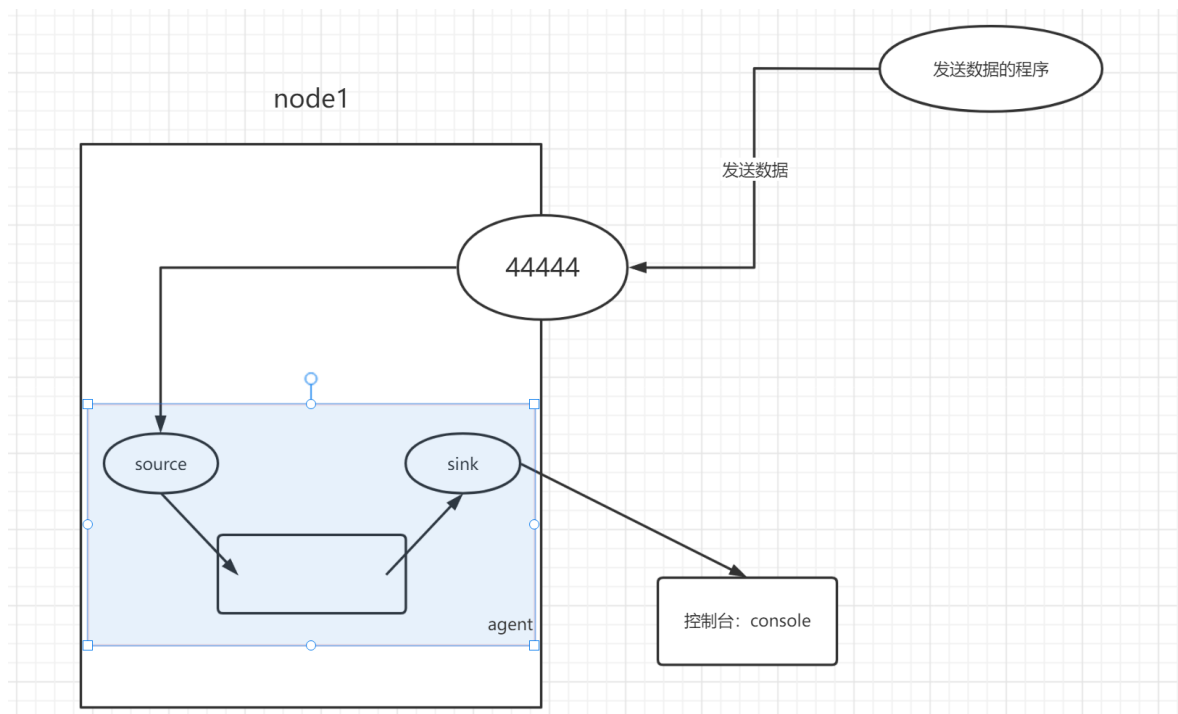 发送数据的程序
node1
发送数据
44444
source
sink
agent
控制台：console